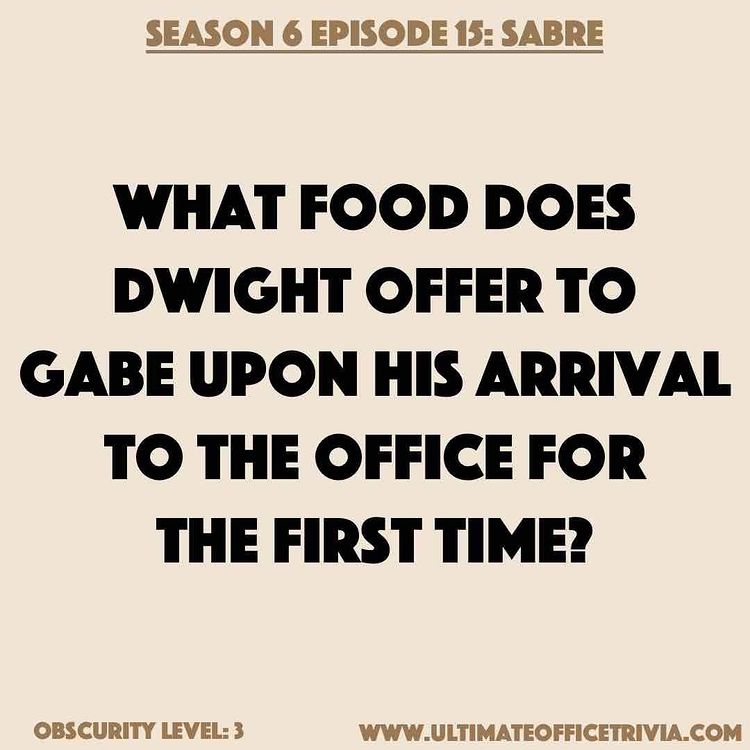 SEASON 6 EPISODE 15: SABRE
WHAT FOOD DOES
DWIGHT OFFER TO
GABE UPON HIS ARRIVAL
TO THE OFFICE FOR
THE FIRST TIME?
OBSCURITY LEVEL: 3
WWW.ULTIMATEOFFICETRIVIA.COM